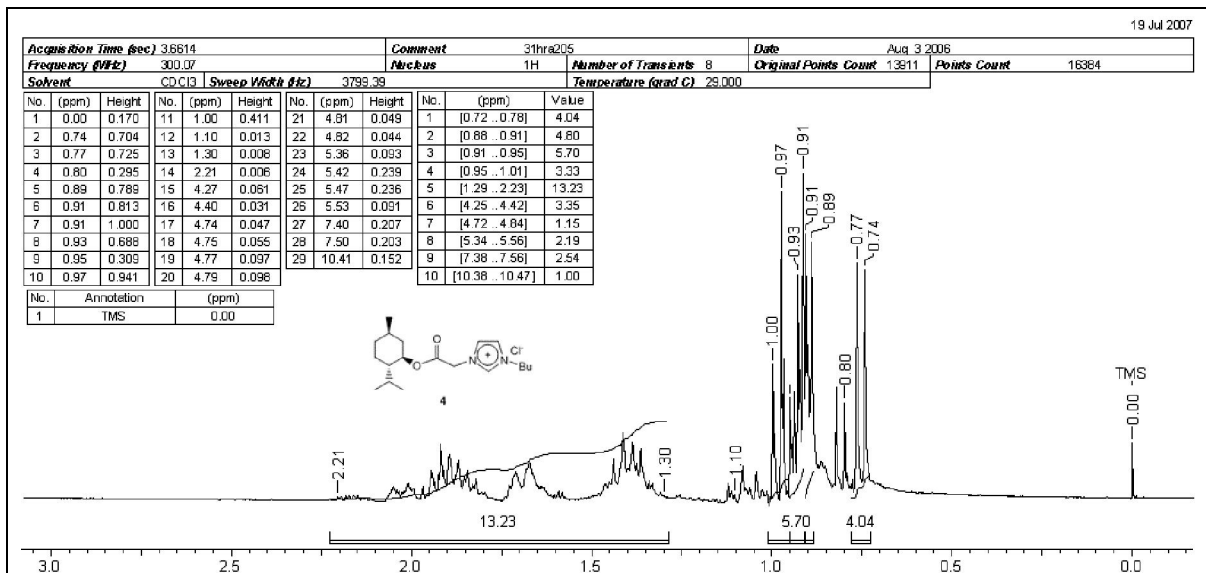 19 Jul 2007
Acquisition Time (sec) 3.6614 Comment 31hra205 Date Aug 3 2006
Frequency (MHz) 300.07 Nucleus 1H Number of Transients 8 Original Points Count 13911 Points Count 16384
Solvent CDCl3 Sweep Width (Hz) 3799.39 Temperature (grad C) 29.000
No. (ppm) Height No. (ppm) Height No. (ppm) Height No. (ppm) Value
1 0.00 0.170 11 1.00 0.411 21 4.81 0.049 1 [0.72 .. 0.78] 4.04
2 0.74 0.704 12 1.10 0.013 22 4.82 0.044 2 [0.88 .. 0.91] 4.80
3 0.77 0.725 13 1.30 0.008 23 5.36 0.093 3 [0.91 .. 0.95] 5.70
4 0.80 0.295 14 2.21 0.006 24 5.42 0.239 4 [0.95 .. 1.01] 3.33
5 0.89 0.789 15 4.27 0.061 25 5.47 0.236 5 [1.29 .. 2.23] 13.23
6 0.91 0.813 16 4.40 0.031 26 5.53 0.091 6 [4.25 .. 4.42] 3.35
7 0.91 1.000 17 4.74 0.047 27 7.40 0.207 7 [4.72 .. 4.84] 1.15
8 0.93 0.688 18 4.75 0.055 28 7.50 0.203 8 [5.34 .. 5.56] 2.19
9 0.95 0.309 19 4.77 0.097 29 10.41 0.152 9 [7.38 .. 7.56] 2.54
10 0.97 0.941 20 4.79 0.098 10 [10.38 .. 10.47] 1.00
No. Annotation (ppm)
1 TMS 0.00
O
O
N
+
N
Cl-
Bu
4
2.21
1.30
1.10
1.00
0.97
0.93
0.91
0.91
0.89
0.80
0.77
0.74
TMS
0.00
13.23 5.70 4.04
3.0 2.5 2.0 1.5 1.0 0.5 0.0